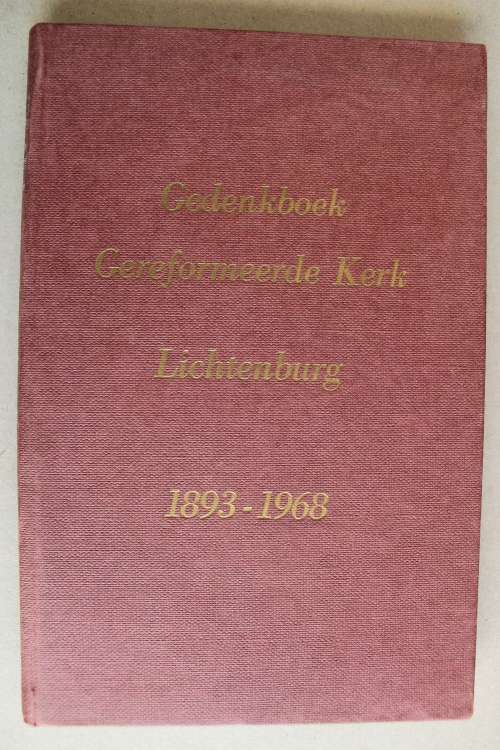 Gedenkboek
Gereformeerde Kerk
Lichtenburg
1893-1968